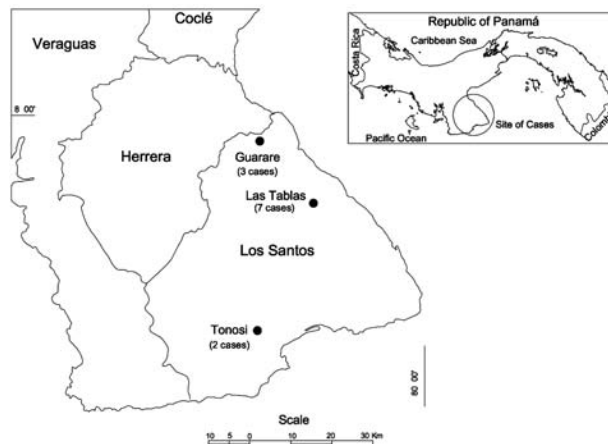 Coclé
Veraguas
8 00'
Herrera
Guarare
(3 cases)
Las Tablas
(7 cases)
Los Santos
Tonosi
(2 cases)
80 00'
Scale
10 5 0 10 20 30 Km
Republic of Panamá
Caribbean Sea
Costa Rica
Pacific Ocean
Site of Cases
Colombia